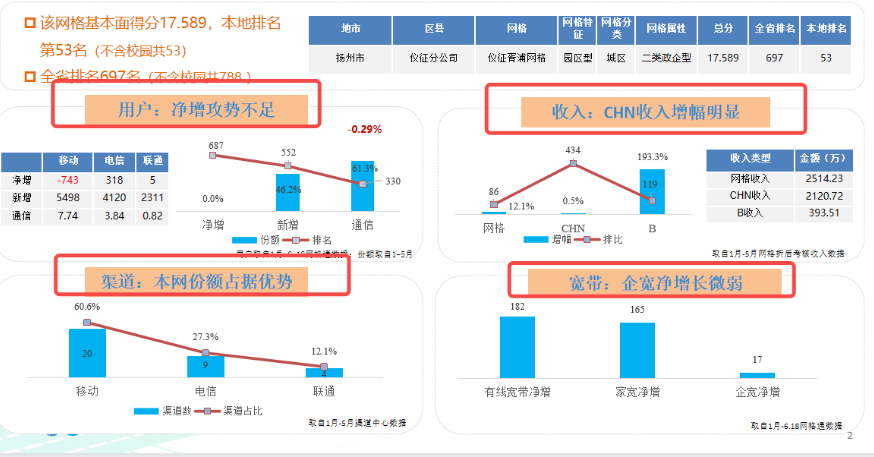 该网格基本面得分17.589，本地排名
第53名（不含校园共53）
全省排名697名（不含校园共788 ）
地市 区县 网格 网格特征 网格分类 网格属性 总分 全省排名 本地排名
扬州市 仪征分公司 仪征胥浦网格 园区型 城区 二类政企型 17.589 697 53
用户：净增攻势不足
移动 电信 联通
净增 -743 318 5
新增 5498 4120 2311
通信 7.74 3.84 0.82
-0.29%
687
552
61.3%
330
46.2%
0.0%
净增 新增 通信
份额 排名
份额取自1-5月
收入：CHN收入增幅明显
434
193.3%
86
119
12.1%
0.5%
网格 CHN B
增幅 排比
收入类型 金额（万）
网格收入 2514.23
CHN收入 2120.72
B收入 393.51
取自1月-5月网格折后考核收入数据
渠道：本网份额占据优势
60.6%
27.3%
12.1%
20
9
4
移动 电信 联通
渠道数 渠道占比
取自1月-5月渠道中心数据
宽带：企宽净增长微弱
182
165
17
有线宽带净增 家宽净增 企宽净增
取自1月-6.18网格通数据
2